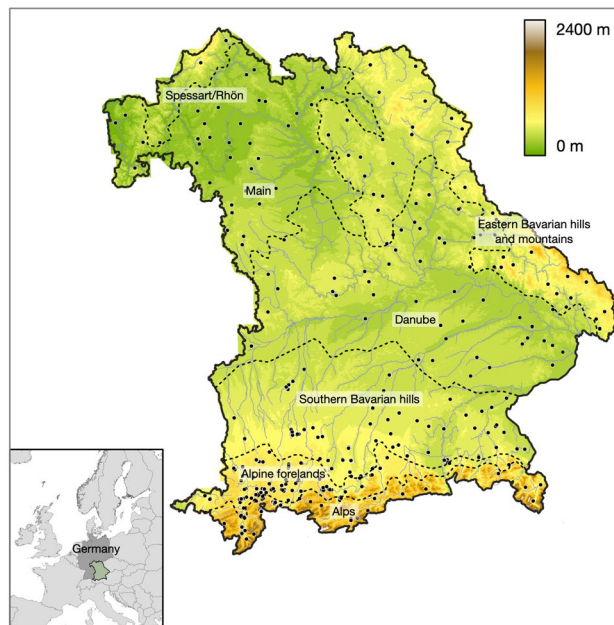 2400 m
0 m
Spessart/Rhön
Main
Eastern Bavarian hills
and mountains
Danube
Southern Bavarian hills
Alpine forelands
Alps
Germany